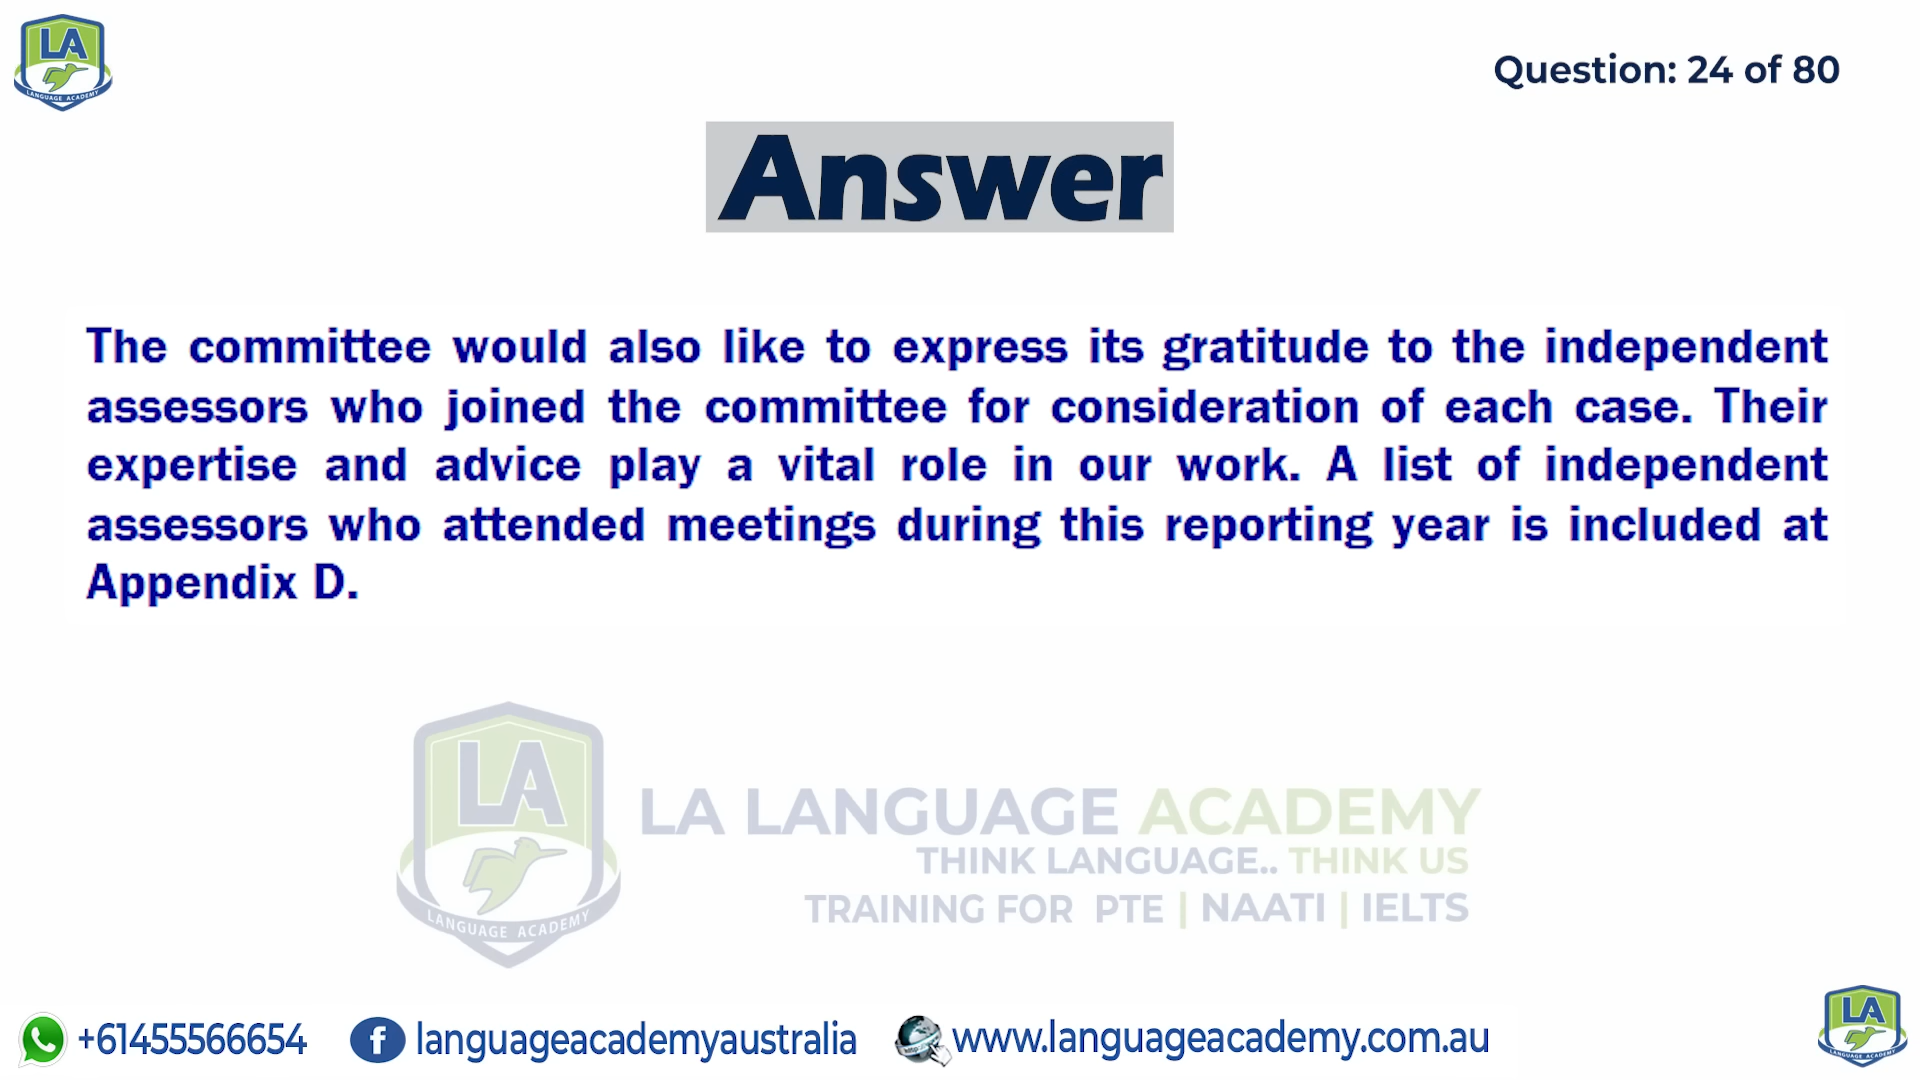 LA
LANGUAGE ACADEMY
Question: 24 of 80
Answer
The committee would also like to express its gratitude to the independent
assessors who joined the committee for consideration of each case. Their
expertise and advice play a vital role in our work. A list of independent
assessors who attended meetings during this reporting year is included at
Appendix D.
LA
LANGUAGE ACADEMY
LA LANGUAGE ACADEMY
THINK LANGUAGE.. THINK US
TRAINING FOR PTE | NAATI | IELTS
+61455566654
f languageacademyaustralia
www.languageacademy.com.au
LA
LANGUAGE ACADEMY